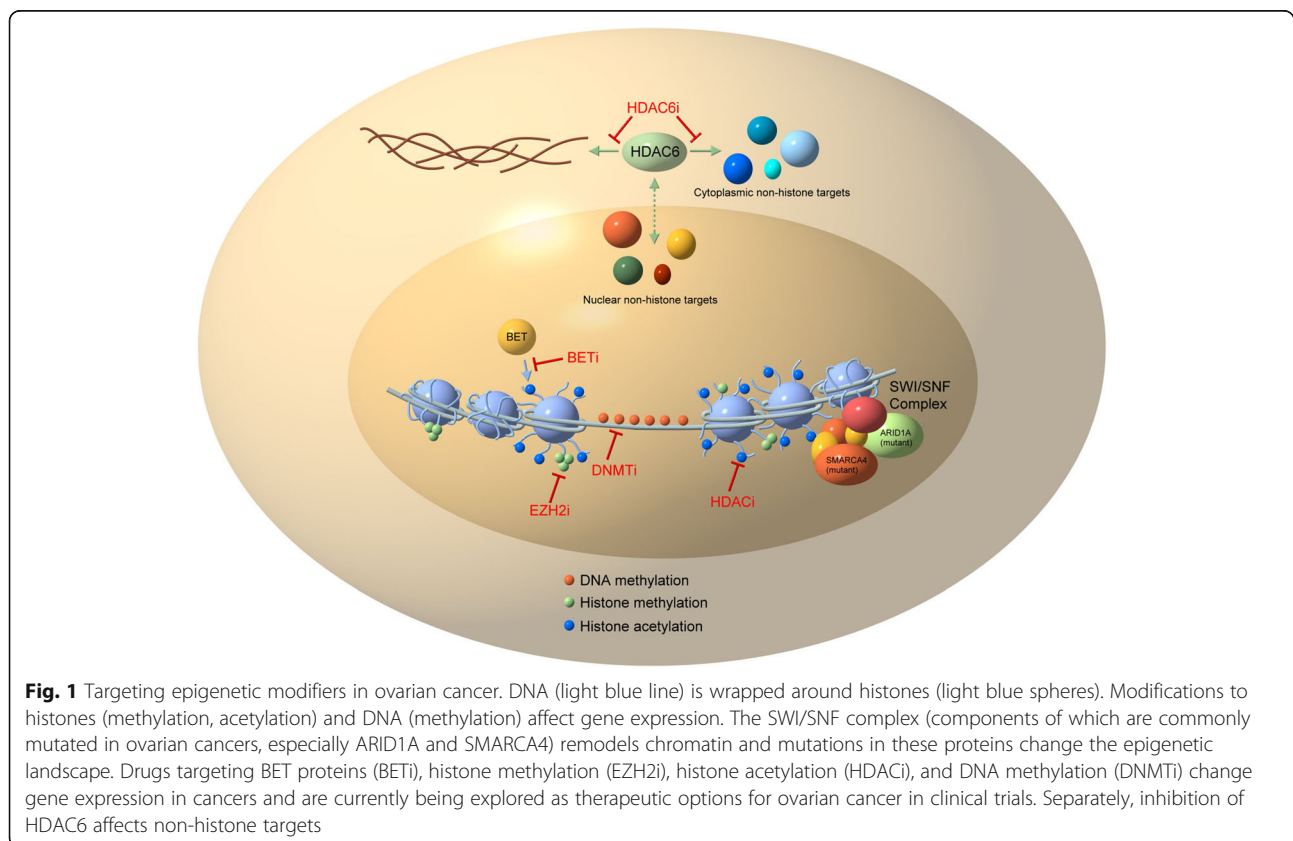 HDAC6i
HDAC6
Cytoplasmic non-histone targets
Nuclear non-histone targets
BET
BETi
SWI/SNF
Complex
ARID1A
(mutant)
SMARCA4
(mutant)
DNMTi
HDACi
EZH2i
DNA methylation
Histone methylation
Histone acetylation
Fig. 1 Targeting epigenetic modifiers in ovarian cancer. DNA (light blue line) is wrapped around histones (light blue spheres). Modifications to
histones (methylation, acetylation) and DNA (methylation) affect gene expression. The SWI/SNF complex (components of which are commonly
mutated in ovarian cancers, especially ARID1A and SMARCA4) remodels chromatin and mutations in these proteins change the epigenetic
landscape. Drugs targeting BET proteins (BETi), histone methylation (EZH2i), histone acetylation (HDACi), and DNA methylation (DNMTi) change
gene expression in cancers and are currently being explored as therapeutic options for ovarian cancer in clinical trials. Separately, inhibition of
HDAC6 affects non-histone targets